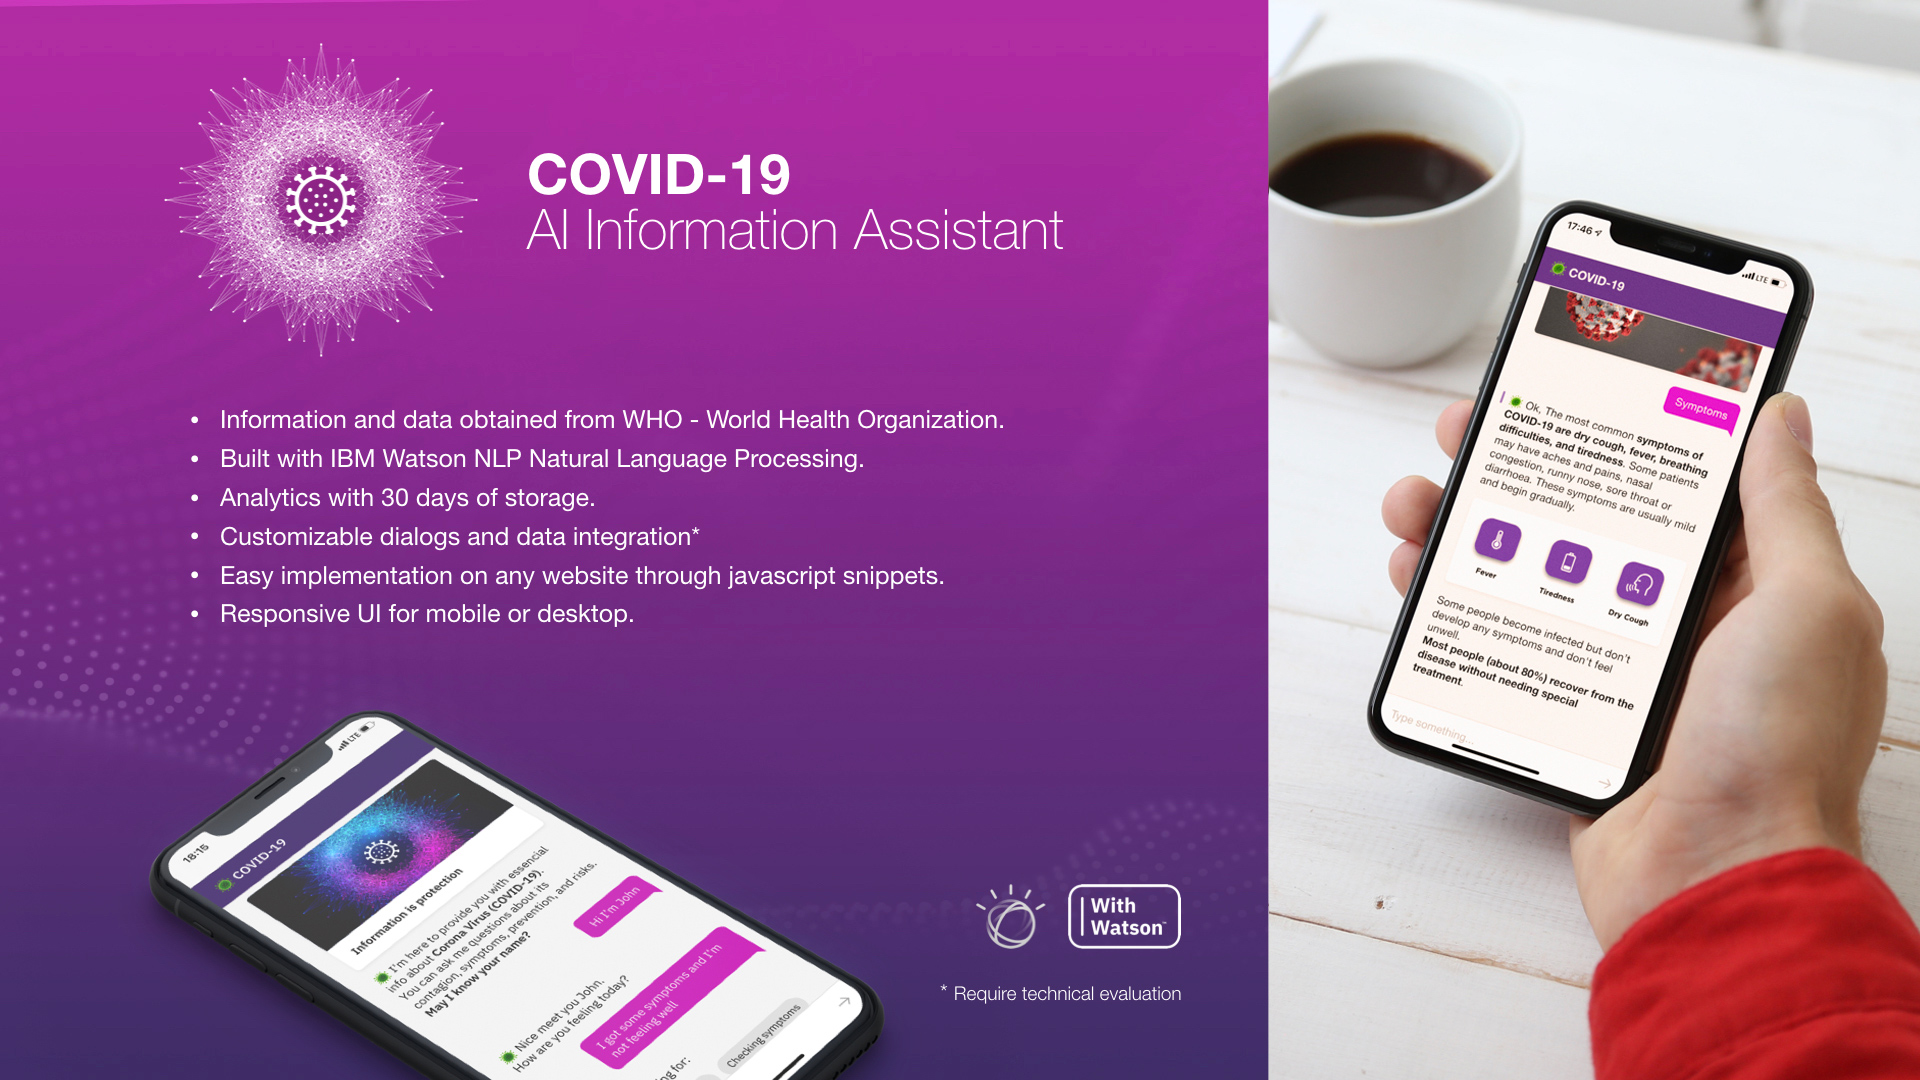 COVID-19
AI Information Assistant
• Information and data obtained from WHO - World Health Organization.
• Built with IBM Watson NLP Natural Language Processing.
• Analytics with 30 days of storage.
• Customizable dialogs and data integration*
• Easy implementation on any website through javascript snippets.
• Responsive UI for mobile or desktop.
18:15
LTE
COVID-19
Information is protection
I'm here to provide you with essencial
info about Corona Virus (COVID-19).
You can ask me questions about its
contagion, symptoms, prevention, and risks.
May I know your name?
Hi I'm John
Nice meet you John.
How are you feeling today?
I got some symptoms and I'm
not feeling well
ng for:
Checking symptoms
With
Watson™
* Require technical evaluation
17:46
LTE
COVID-19
Symptoms
Ok, The most common symptoms of
COVID-19 are dry cough, fever, breathing
difficulties, and tiredness. Some patients
may have aches and pains, nasal
congestion, runny nose, sore throat or
diarrhoea. These symptoms are usually mild
and begin gradually.
Fever
Tiredness
Dry Cough
Some people become infected but don't
develop any symptoms and don't feel
unwell.
Most people (about 80%) recover from the
disease without needing special
treatment.
Type something...